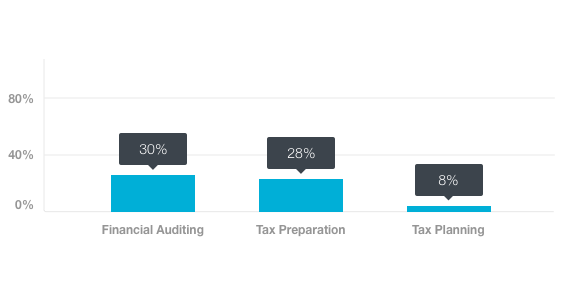 80%
40%
0%
30%
28%
8%
Financial Auditing
Tax Preparation
Tax Planning